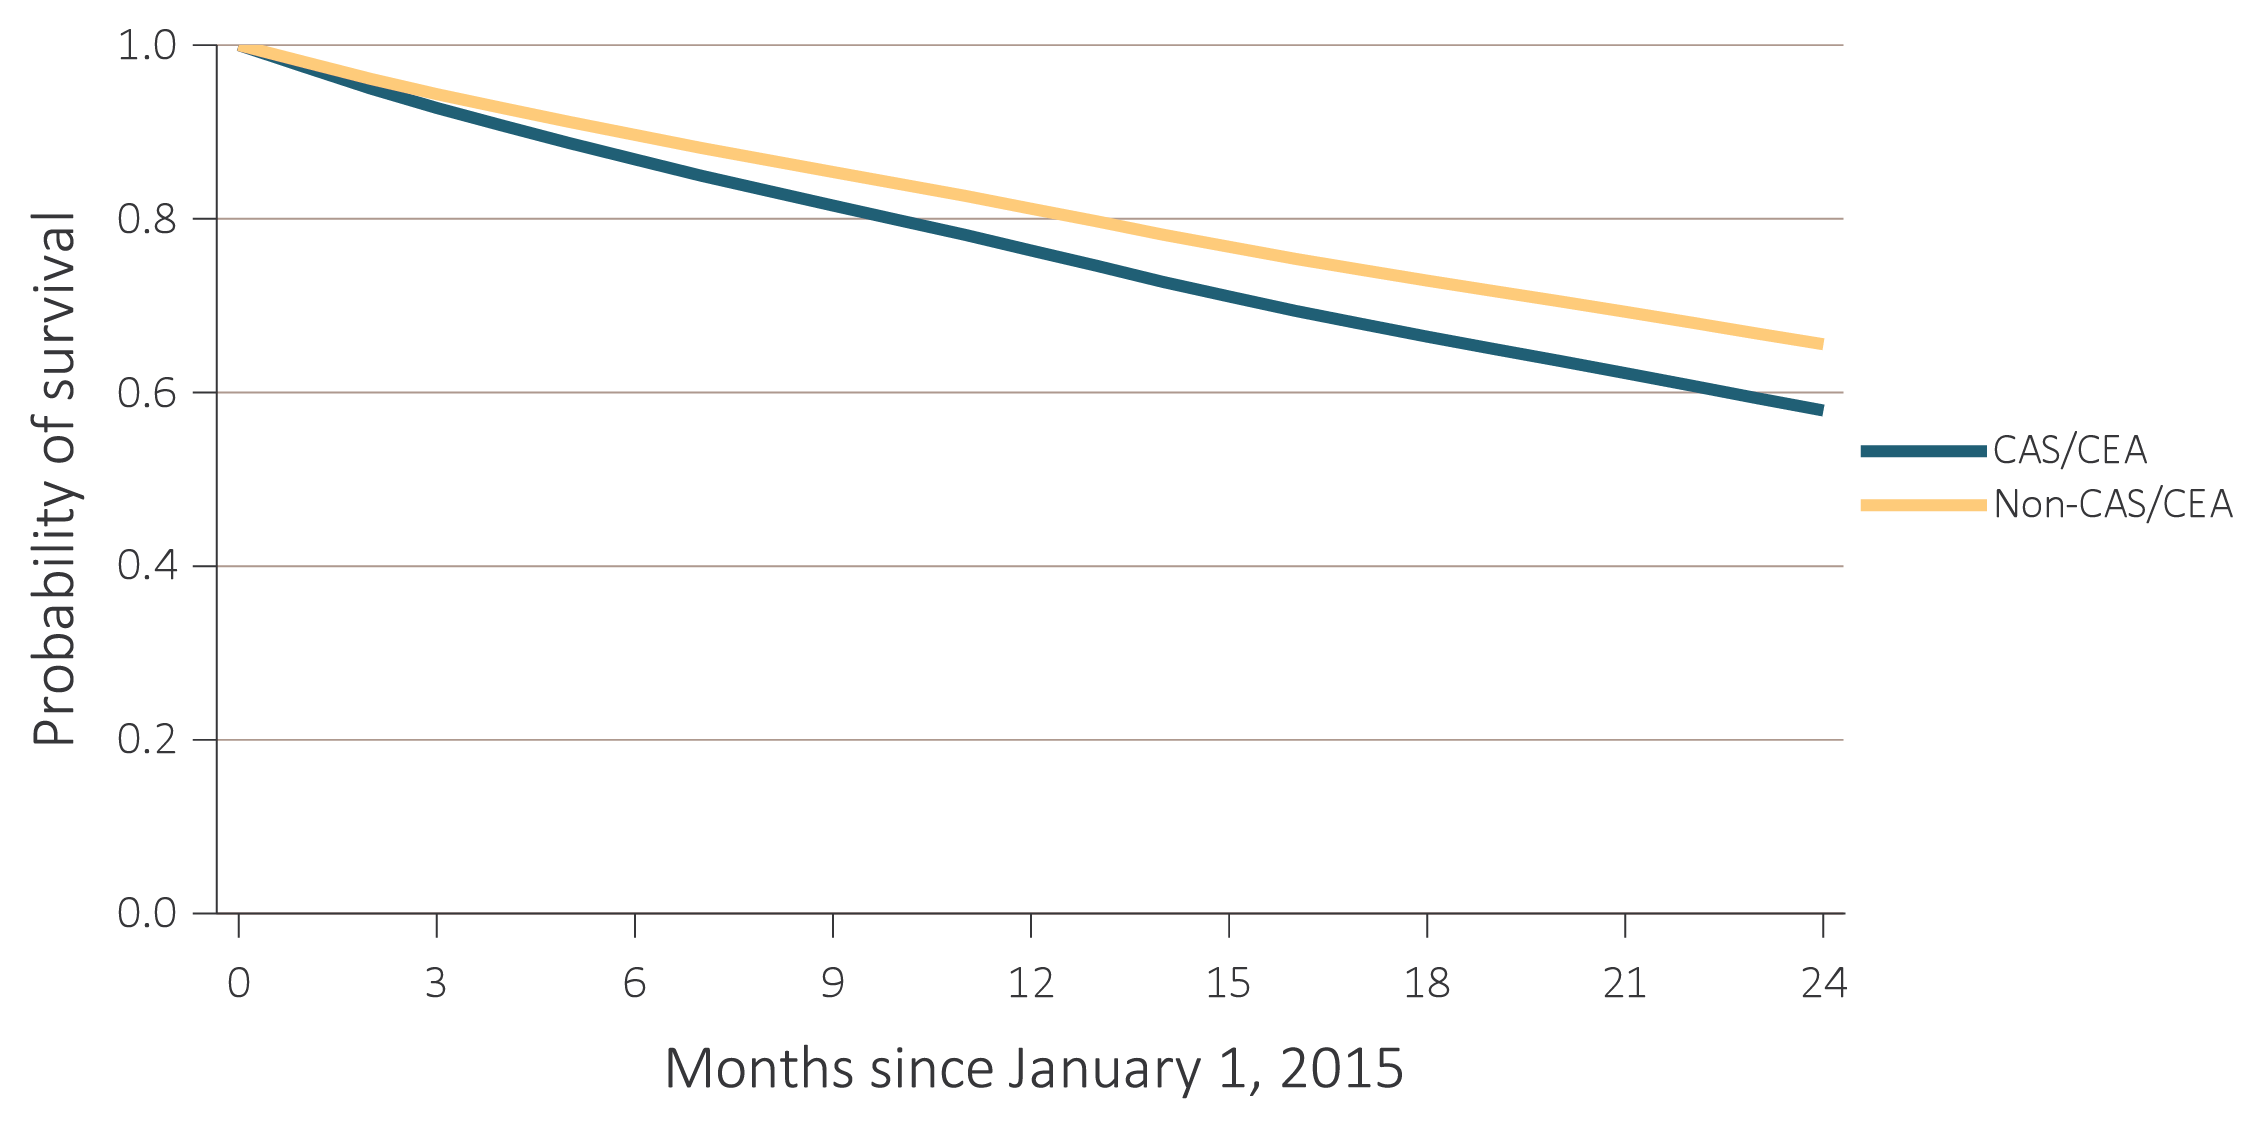 Probability of survival
1.0
0.8
0.6
0.4
0.2
0.0
0 3 6 9 12 15 18 21 24
Months since January 1, 2015
CAS/CEA
Non-CAS/CEA